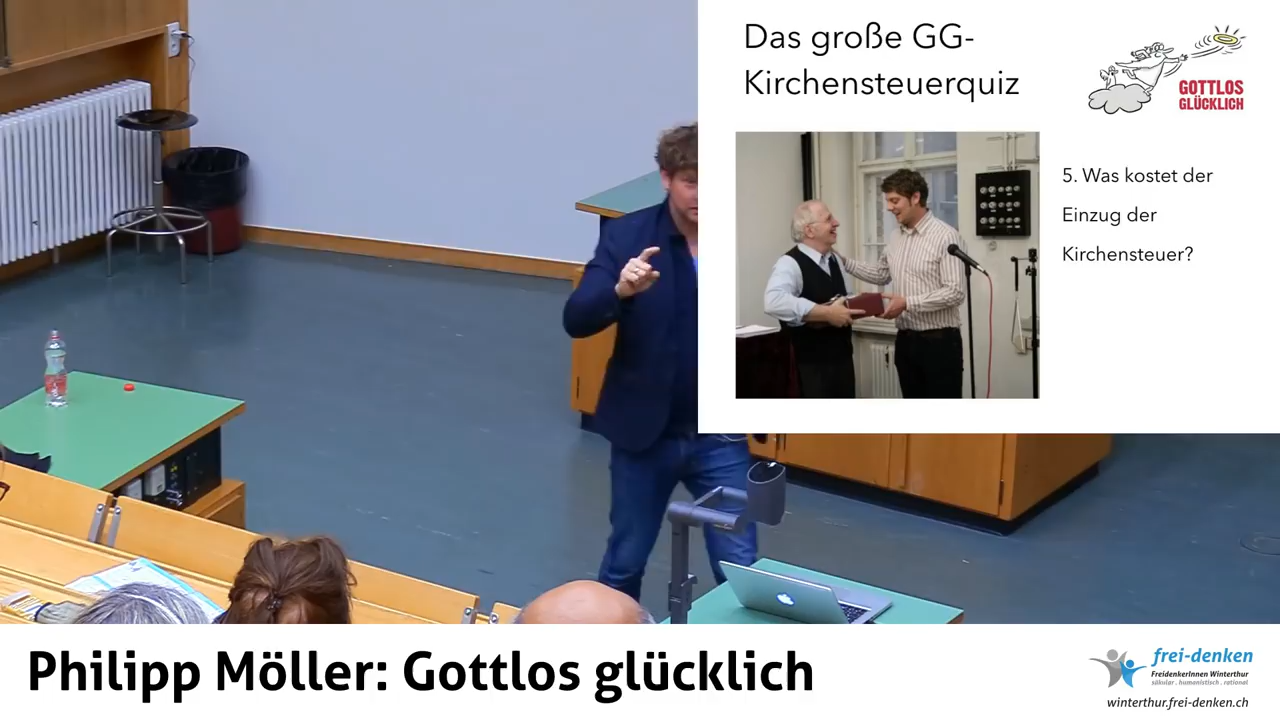 Das große GG-
Kirchensteuerquiz
GOTTLOS
GLÜCKLICH
5. Was kostet der
Einzug der
Kirchensteuer?
Philipp Möller: Gottlos glücklich
frei-denken
FreidenkerInnen Winterthur
säkular . humanistisch . rational
winterthur.frei-denken.ch